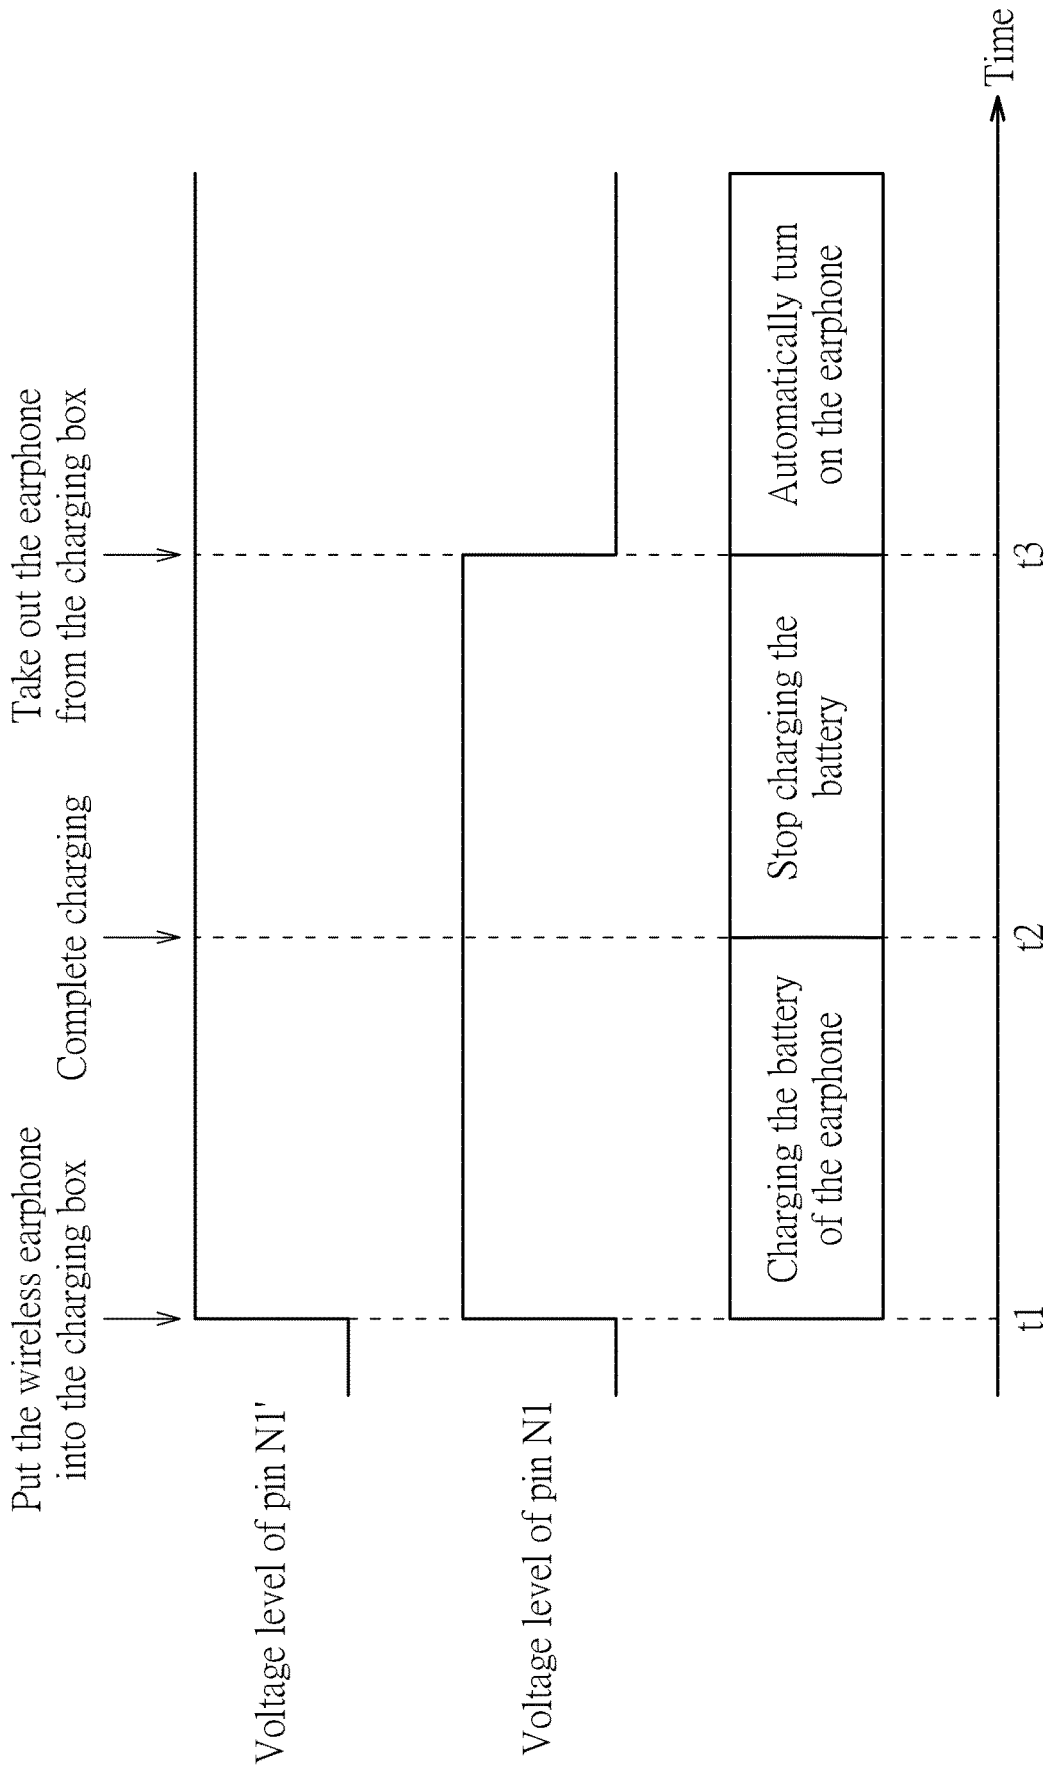 Put the wireless earphone
into the charging box
Complete charging
Take out the earphone
from the charging box
Voltage level of pin N1'
Voltage level of pin N1
Charging the battery
of the earphone
Stop charging the
battery
Automatically turn
on the earphone
t1
t2
t3
Time